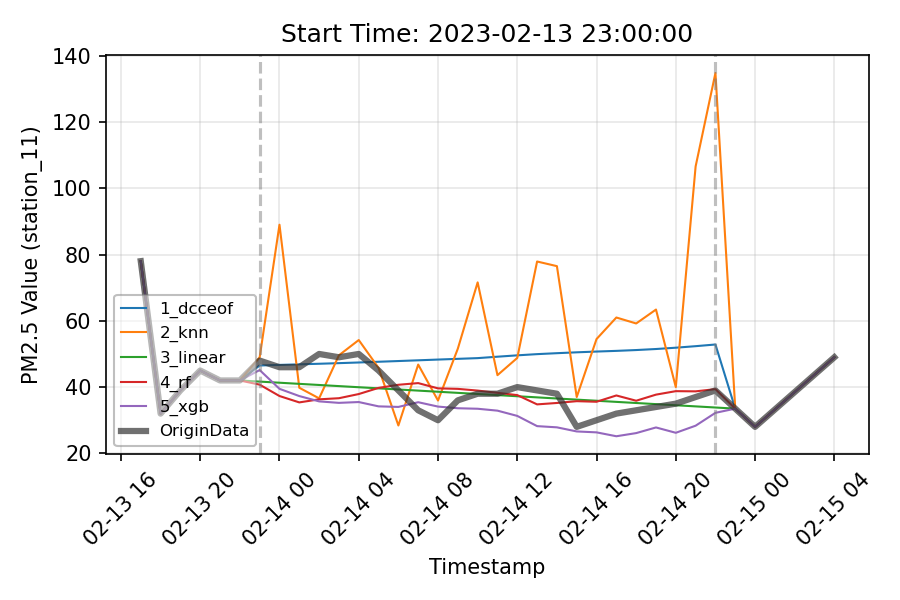 Start Time: 2023-02-13 23:00:00
PM2.5 Value (station_11)
140
120
100
80
60
40
20
1_dcceof
2_knn
3_linear
4_rf
5_xgb
OriginData
02-13 16
02-13 20
02-14 00
02-14 04
02-14 08
02-14 12
02-14 16
02-14 20
02-15 00
02-15 04
Timestamp